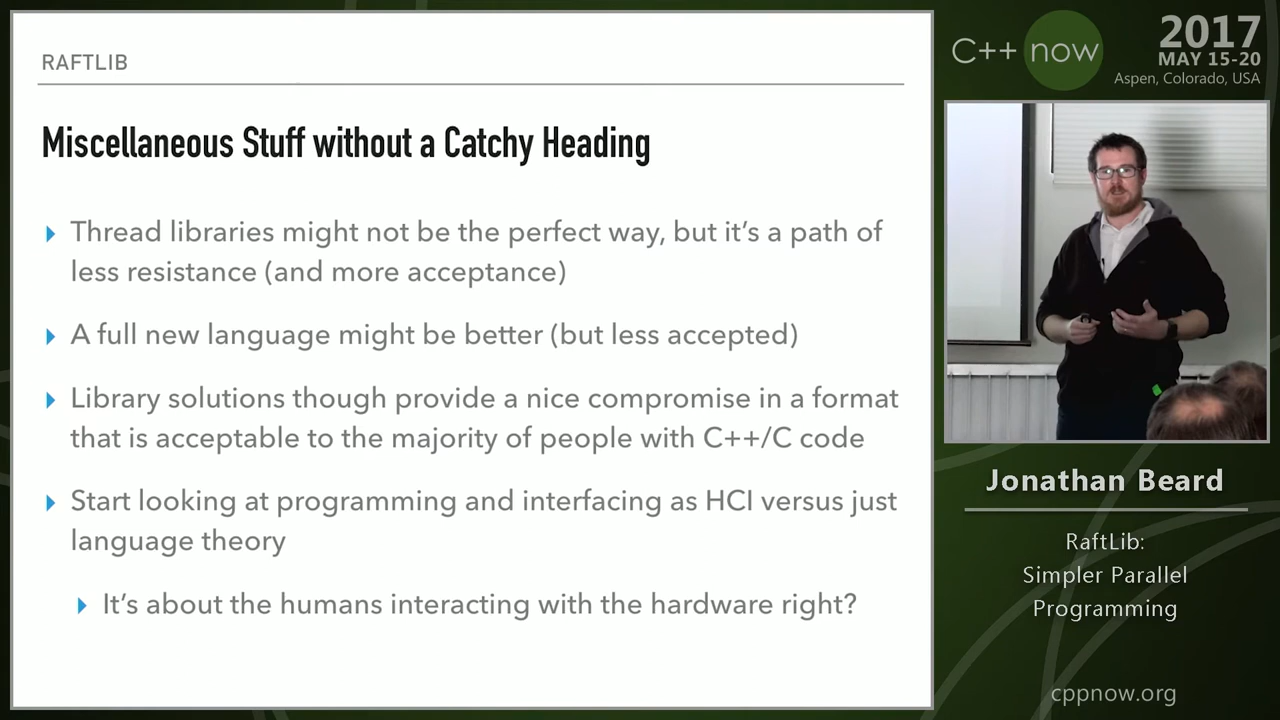 RAFTLIB
Miscellaneous Stuff without a Catchy Heading
Thread libraries might not be the perfect way, but it’s a path of
less resistance (and more acceptance)
A full new language might be better (but less accepted)
Library solutions though provide a nice compromise in a format
that is acceptable to the majority of people with C++/C code
Start looking at programming and interfacing as HCI versus just
language theory
It’s about the humans interacting with the hardware right?
C++ now
2017
MAY 15-20
Aspen, Colorado, USA
Jonathan Beard
RaftLib:
Simpler Parallel
Programming
cppnow.org